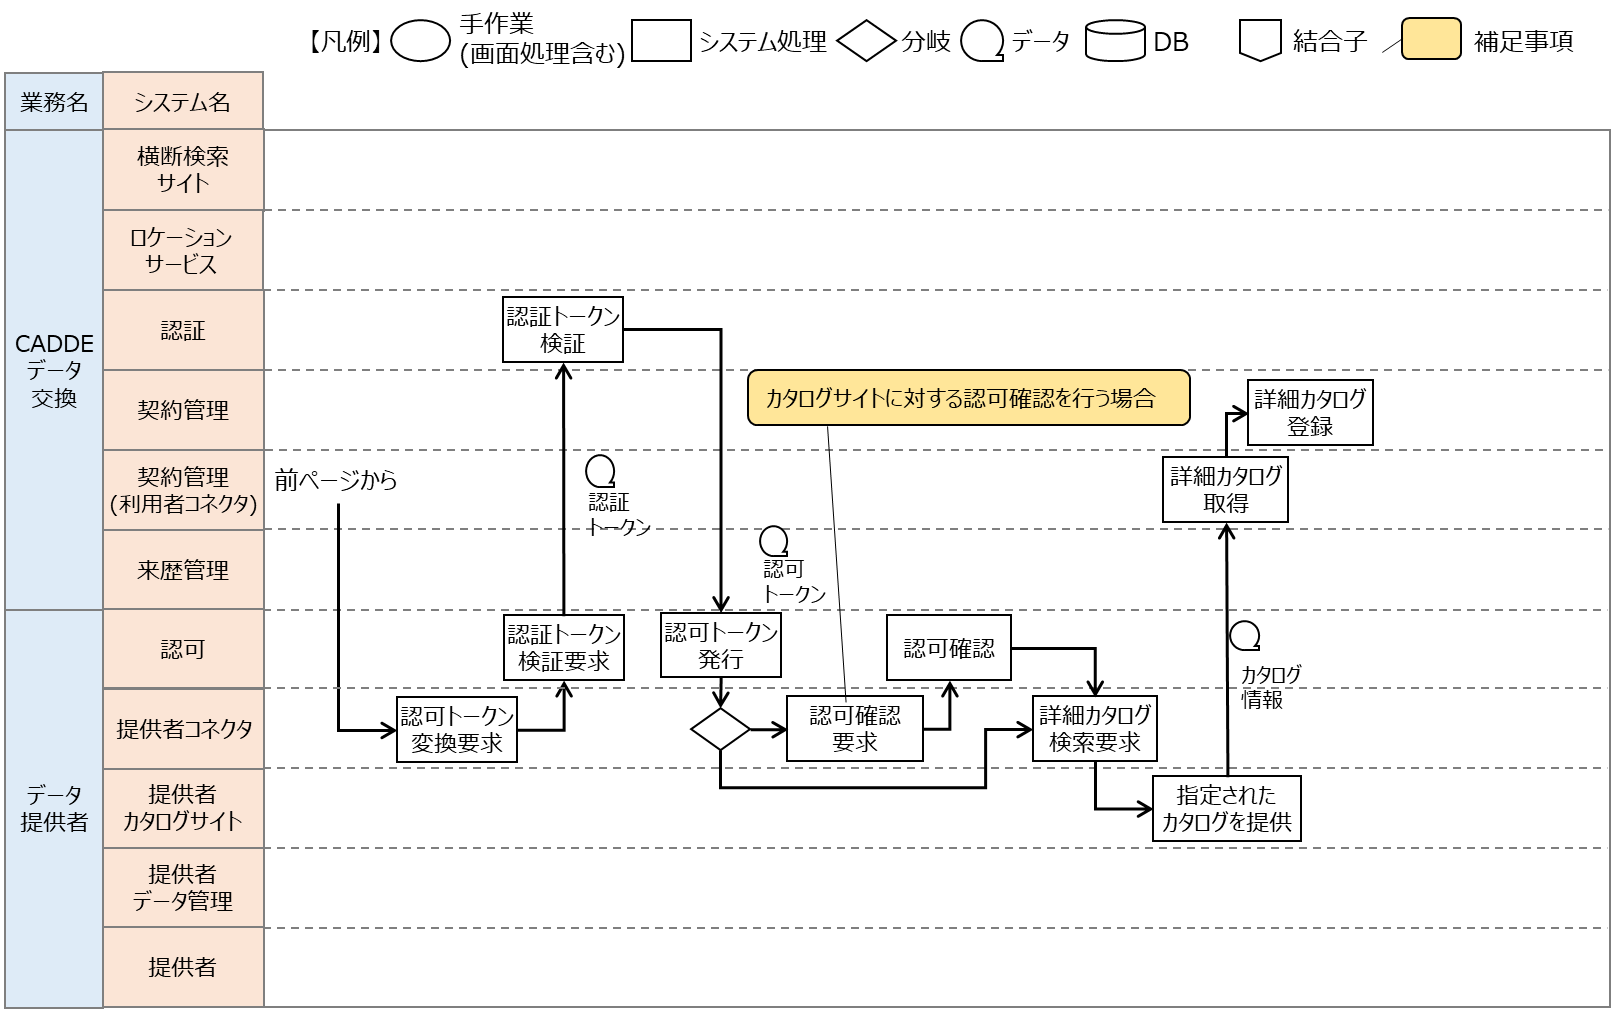 【凡例】
手作業
(画面処理含む)
システム処理
分岐
データ
DB
結合子
補足事項
業務名
システム名
CADDE
データ
交換
横断検索
サイト
ロケーション
サービス
認証
認証トークン
検証
契約管理
カタログサイトに対する認可確認を行う場合
詳細カタログ
登録
契約管理
(利用者コネクタ)
前ページから
認証
トークン
詳細カタログ
取得
来歴管理
認可
トークン
データ
提供者
認可
認証トークン
検証要求
認可トークン
発行
認可確認
カタログ
情報
提供者コネクタ
認可トークン
変換要求
認可確認
要求
詳細カタログ
検索要求
提供者
カタログサイト
指定された
カタログを提供
提供者
データ管理
提供者